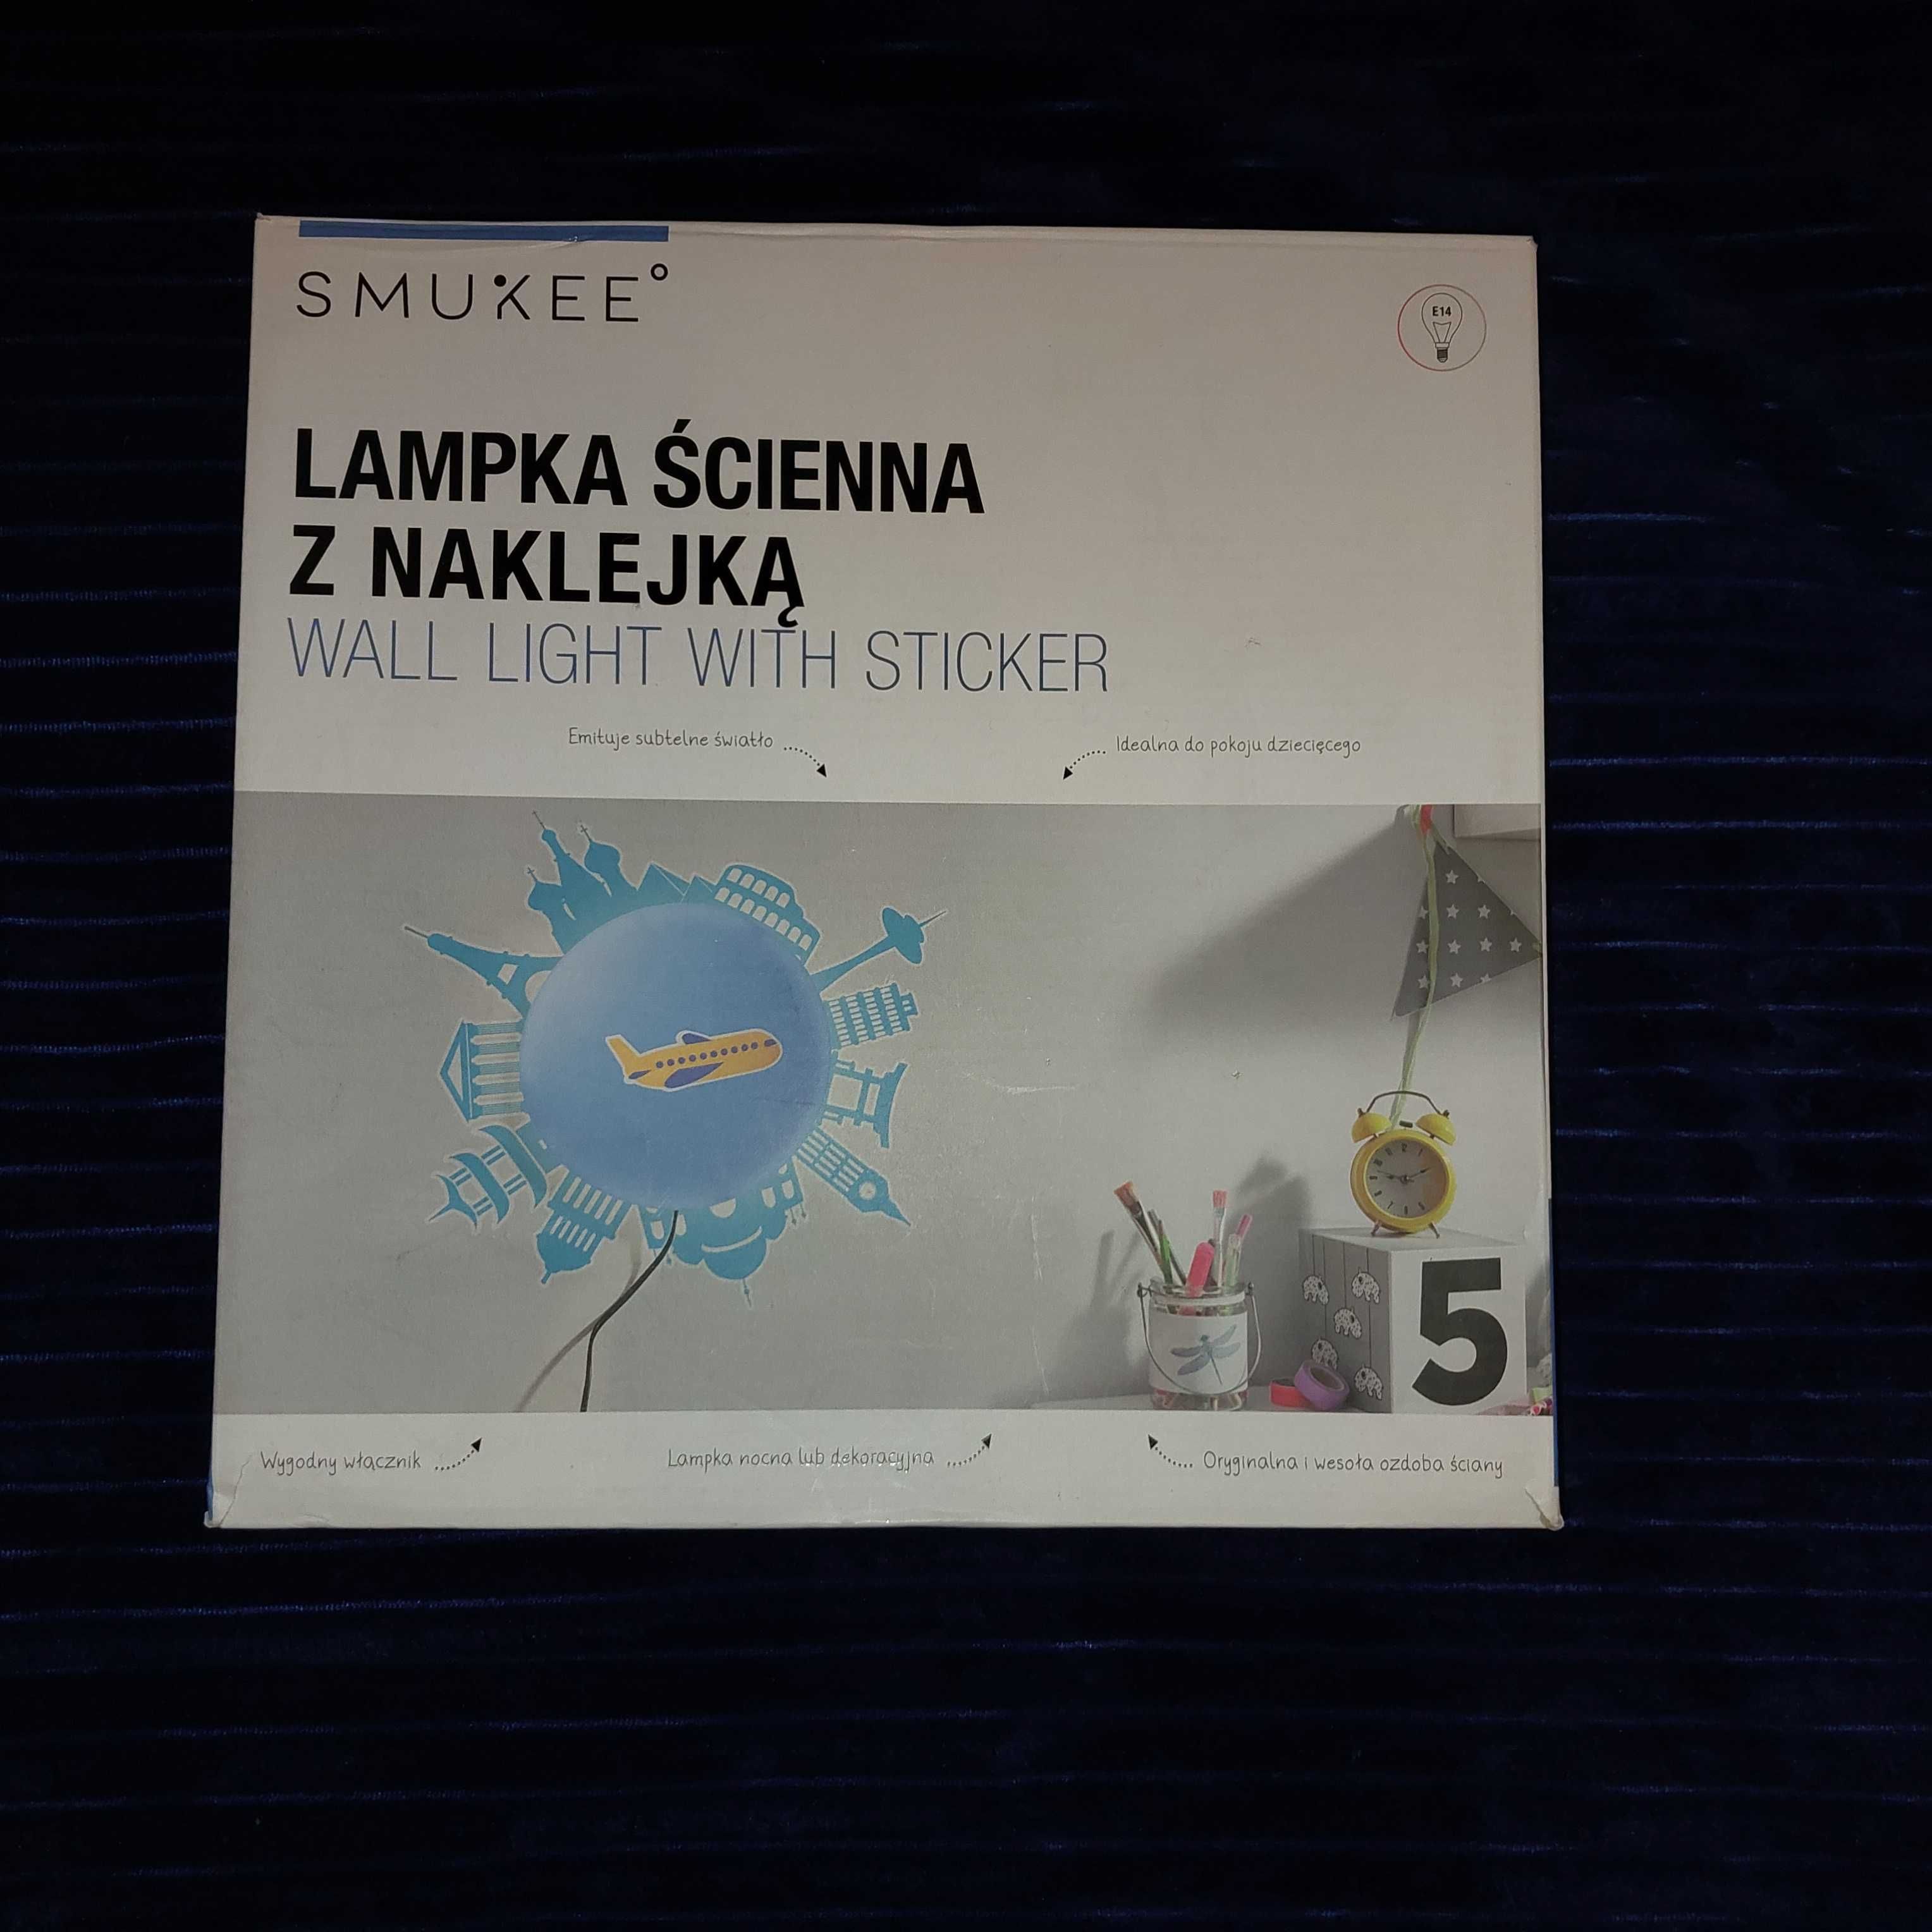 SMUKEE°
E14
LAMPKA ŚCIENNA
Z NAKLEJKĄ
WALL LIGHT WITH STICKER
Emituje subtelne światło
Idealna do pokoju dziecięcego
5
Wygodny włącznik
Lampka nocna lub dekoracyjna
Oryginalna i wesoła ozdoba ściany